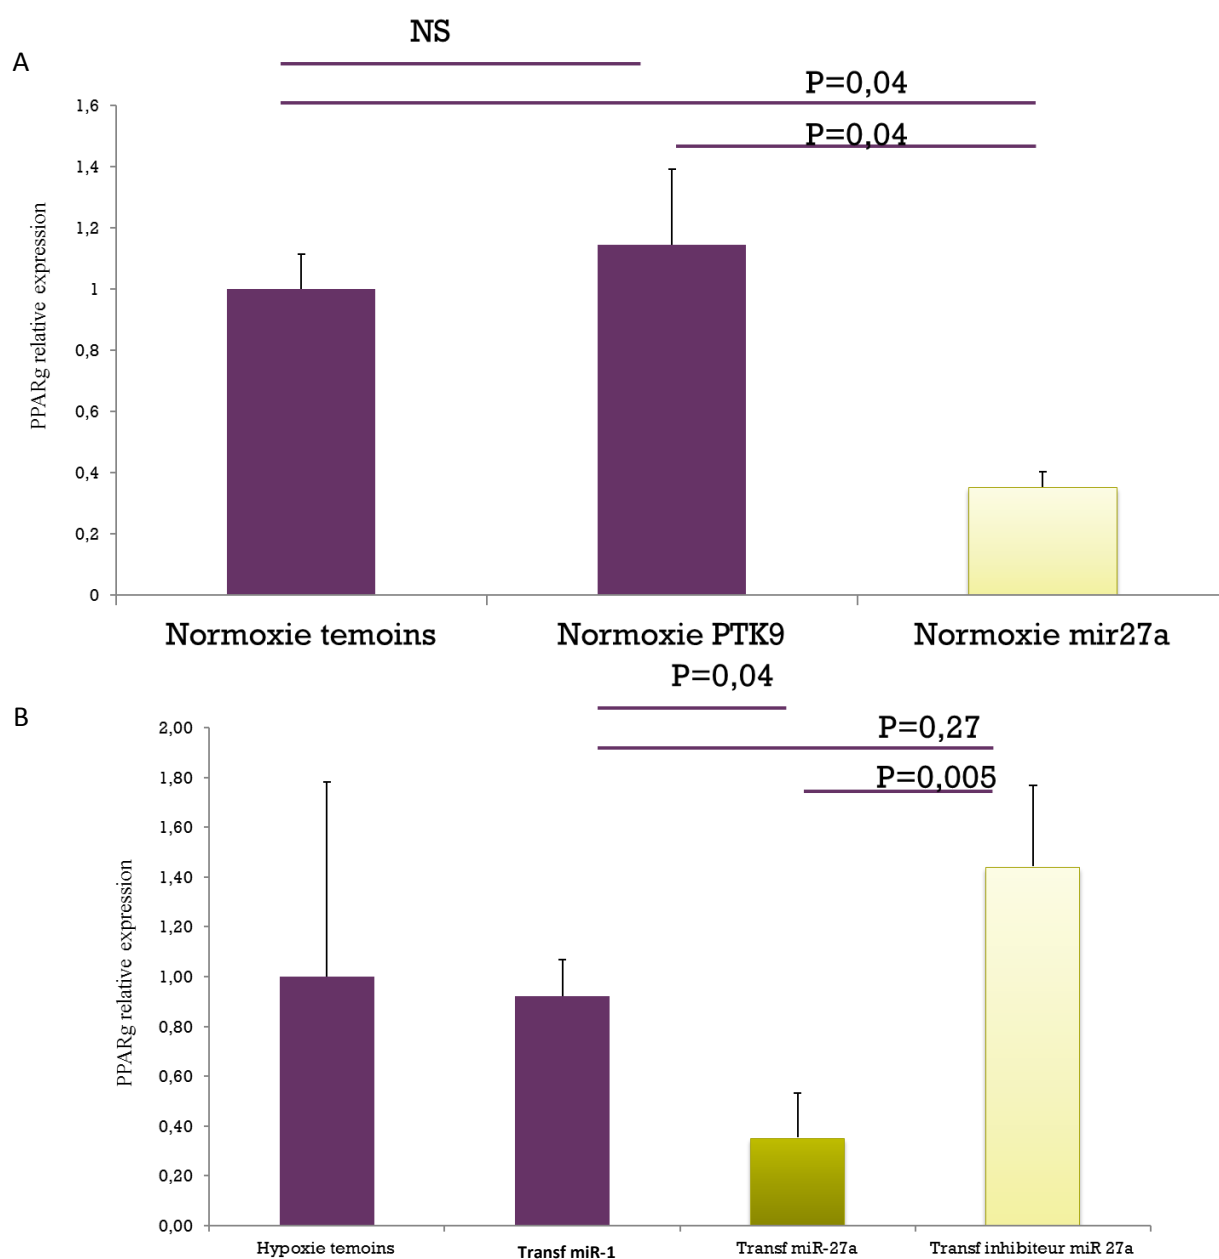 NS
A
P=0,04
P=0,04
1,6
1,4
1,2
1
0,8
0,6
0,4
0,2
0
PPARg relative expression
Normoxie temoins
Normoxie PTK9
Normoxie mir27a
P=0,04
B
P=0,27
P=0,005
2,00
1,80
1,60
1,40
1,20
1,00
0,80
0,60
0,40
0,20
0,00
PPARg relative expression
Hypoxie temoins
Transf miR-1
Transf miR-27a
Transf inhibiteur miR 27a